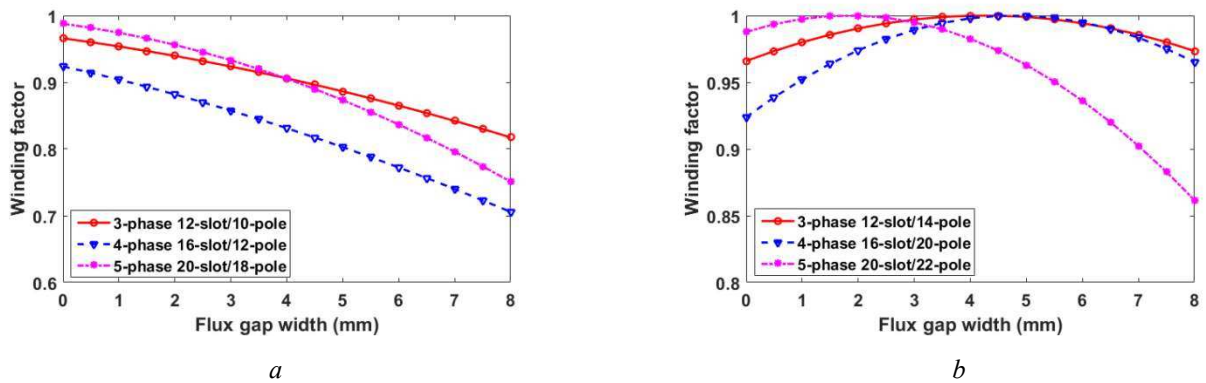 1
0.9
0.8
0.7
0.6
Winding factor
3-phase 12-slot/10-pole
4-phase 16-slot/12-pole
5-phase 20-slot/18-pole
0 1 2 3 4 5 6 7 8
Flux gap width (mm)
a
1
0.95
0.9
0.85
0.8
Winding factor
3-phase 12-slot/14-pole
4-phase 16-slot/20-pole
5-phase 20-slot/22-pole
0 1 2 3 4 5 6 7 8
Flux gap width (mm)
b